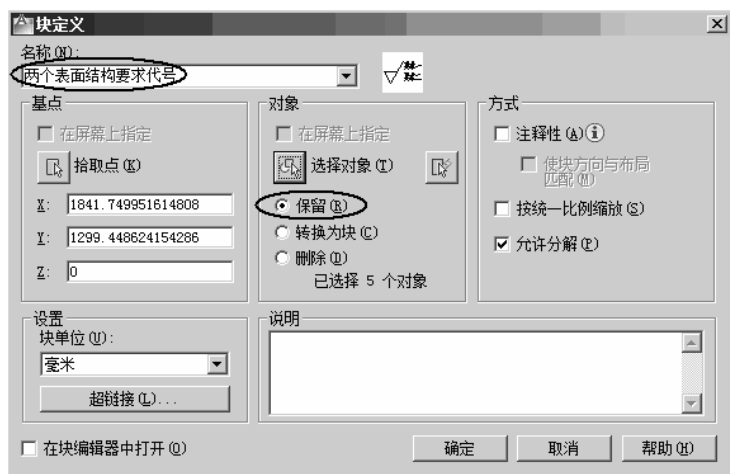 块定义
名称(N):
两个表面结构要求代号
基点
在屏幕上指定
拾取点(K)
X: 1841.749951614808
Y: 1299.448624154286
Z: 0
对象
在屏幕上指定
选择对象(T)
保留(R)
转换为块(C)
删除(D)
已选择 5 个对象
方式
注释性(A)
使块方向与布局
匹配(M)
按统一比例缩放(S)
允许分解(P)
设置
块单位(U):
毫米
超链接(L)...
说明
在块编辑器中打开(O)
确定
取消
帮助(H)